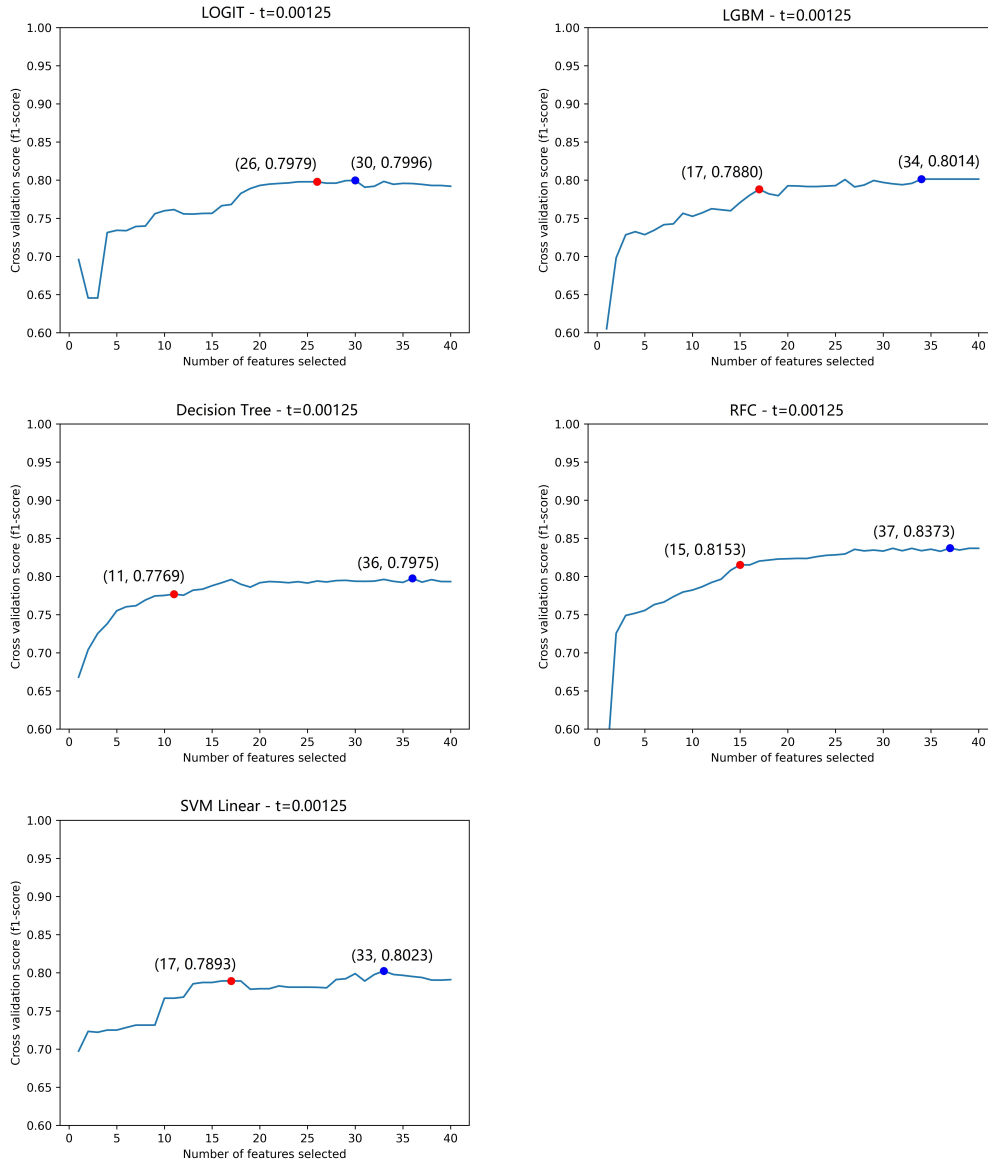 LOGIT - t=0.00125
Cross validation score (f1-score)
1.00
0.95
0.90
0.85
0.80
0.75
0.70
0.65
0.60
(26, 0.7979) (30, 0.7996)
0 5 10 15 20 25 30 35 40
Number of features selected
LGBM - t=0.00125
Cross validation score (f1-score)
1.00
0.95
0.90
0.85
0.80
0.75
0.70
0.65
0.60
(17, 0.7880) (34, 0.8014)
0 5 10 15 20 25 30 35 40
Number of features selected
Decision Tree - t=0.00125
Cross validation score (f1-score)
1.00
0.95
0.90
0.85
0.80
0.75
0.70
0.65
0.60
(11, 0.7769) (36, 0.7975)
0 5 10 15 20 25 30 35 40
Number of features selected
RFC - t=0.00125
Cross validation score (f1-score)
1.00
0.95
0.90
0.85
0.80
0.75
0.70
0.65
0.60
(15, 0.8153) (37, 0.8373)
0 5 10 15 20 25 30 35 40
Number of features selected
SVM Linear - t=0.00125
Cross validation score (f1-score)
1.00
0.95
0.90
0.85
0.80
0.75
0.70
0.65
0.60
(17, 0.7893) (33, 0.8023)
0 5 10 15 20 25 30 35 40
Number of features selected